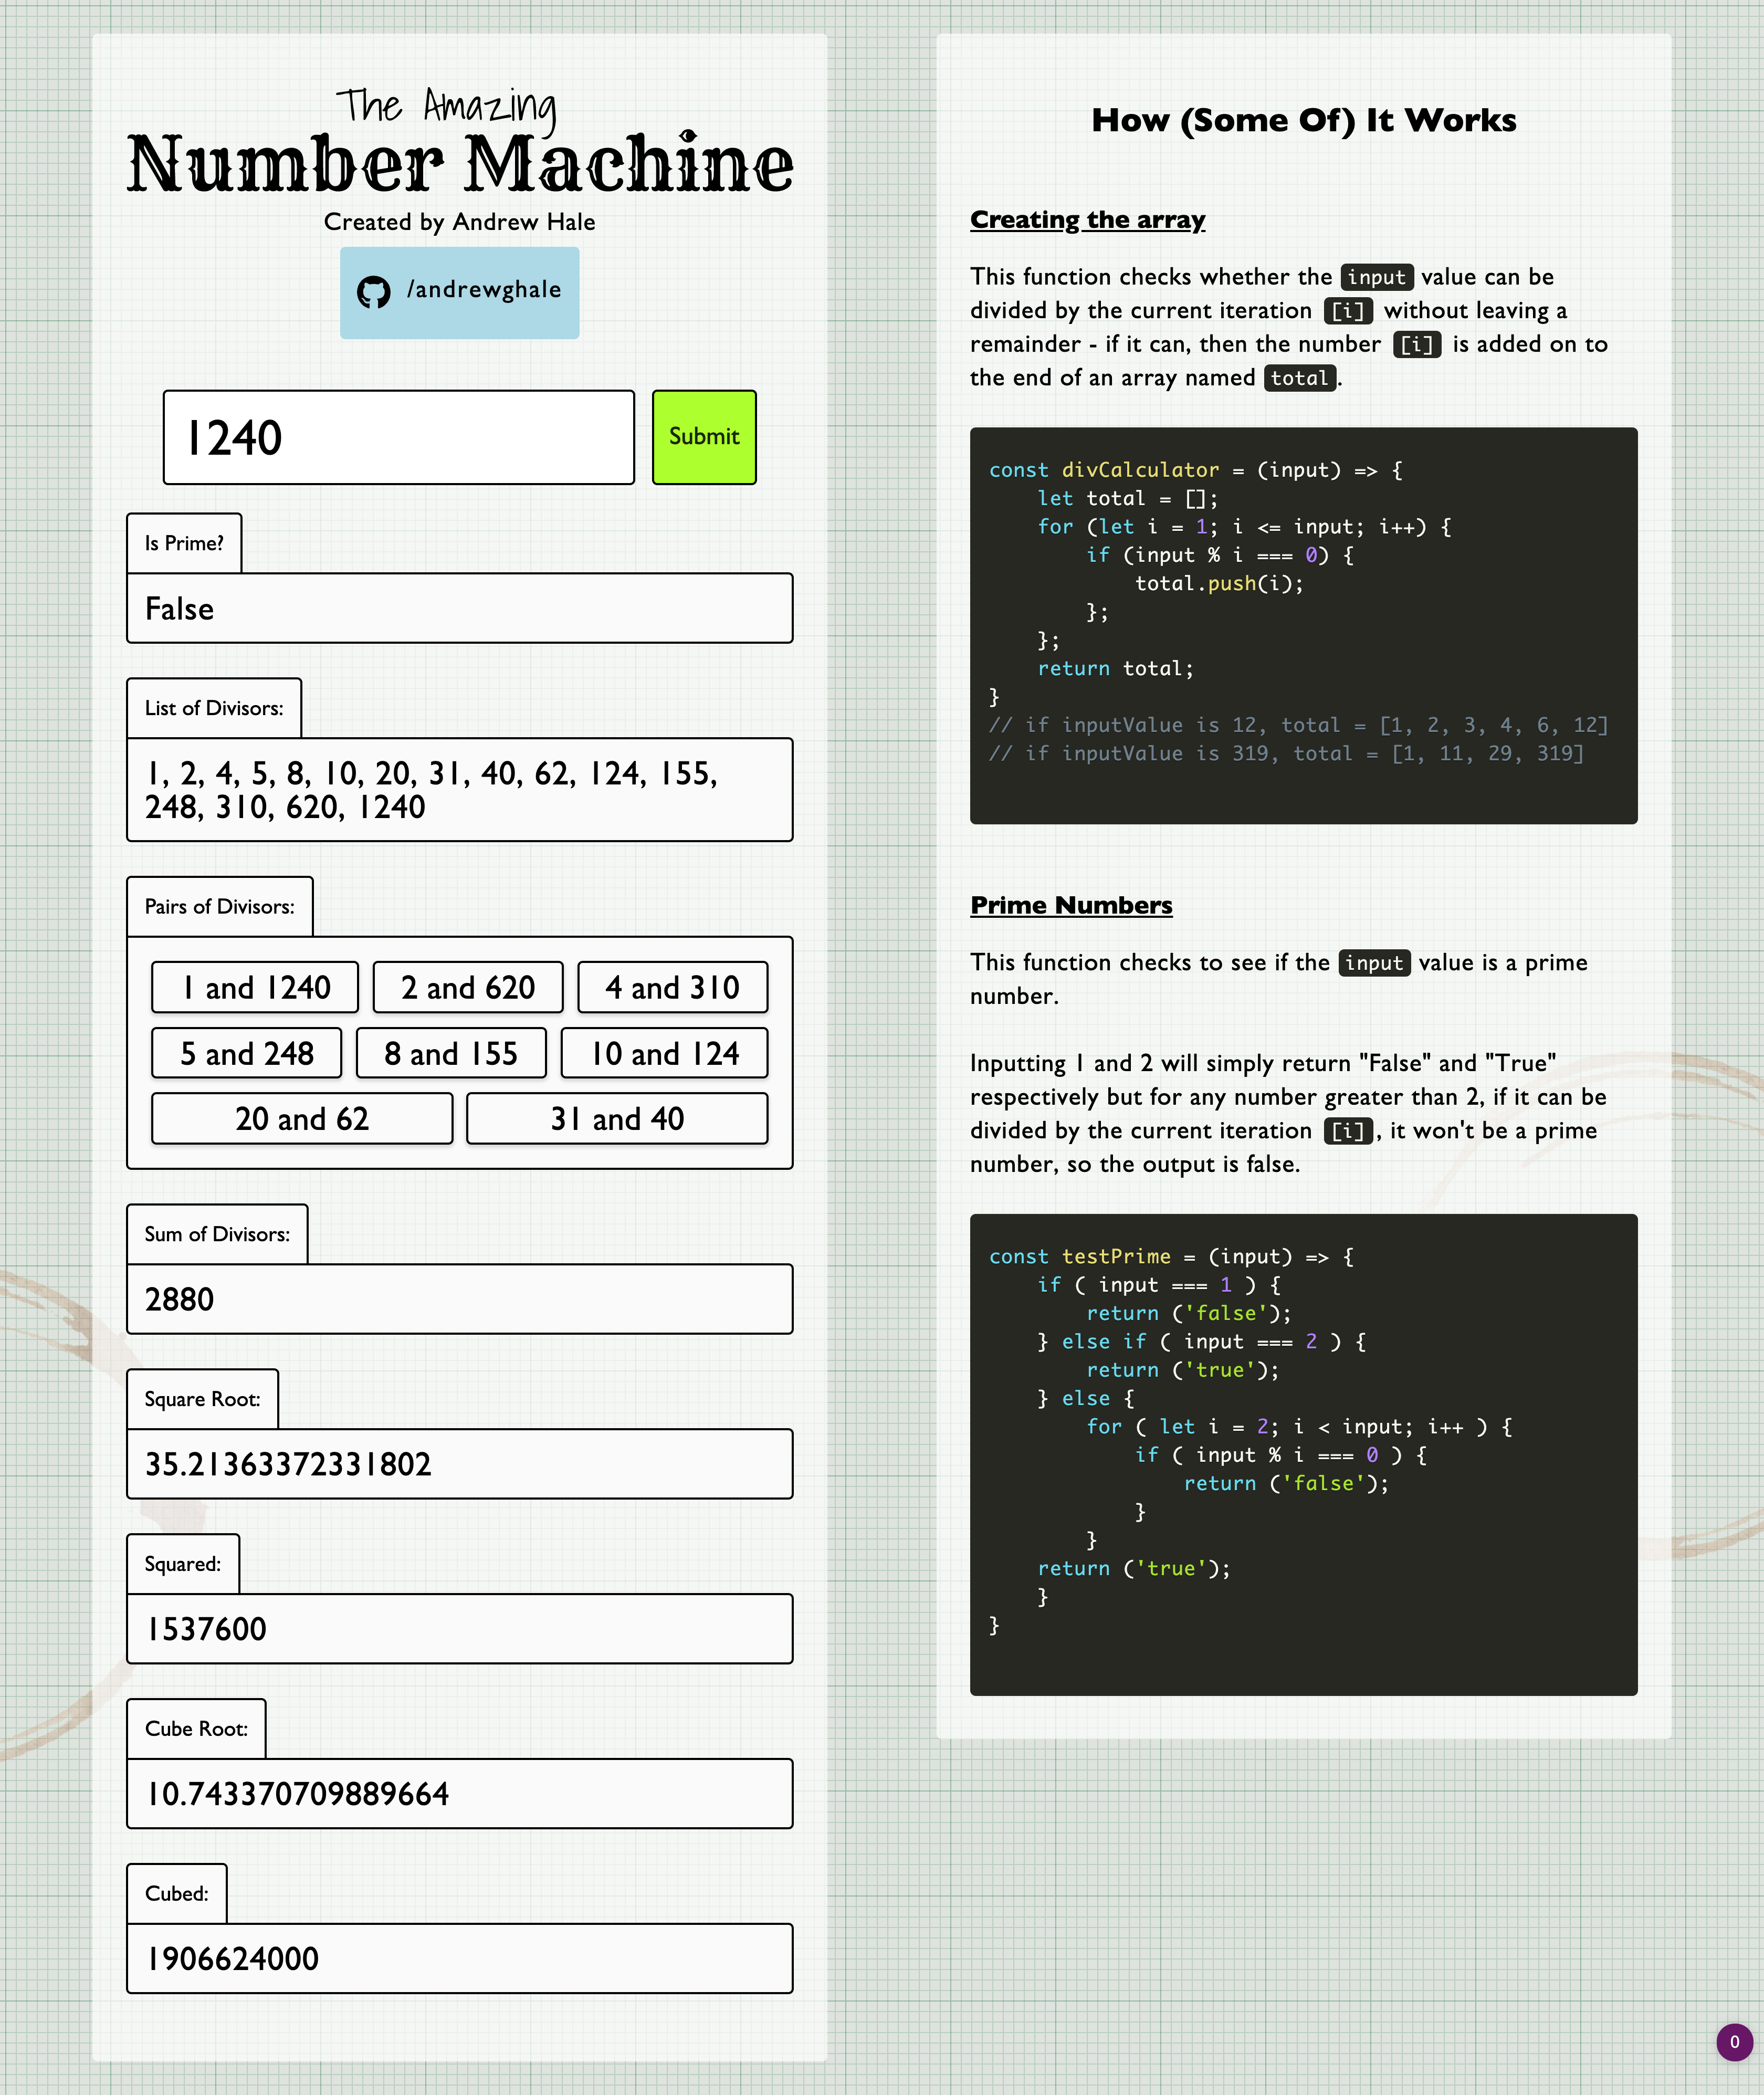 The Amazing
Number Machine
Created by Andrew Hale
/andrewghale
1240
Submit
Is Prime?
False
List of Divisors:
1, 2, 4, 5, 8, 10, 20, 31, 40, 62, 124, 155,
248, 310, 620, 1240
Pairs of Divisors:
1 and 1240
2 and 620
4 and 310
5 and 248
8 and 155
10 and 124
20 and 62
31 and 40
Sum of Divisors:
2880
Square Root:
35.21363372331802
Squared:
1537600
Cube Root:
10.743370709889664
Cubed:
1906624000
How (Some Of) It Works
Creating the array
This function checks whether the input value can be
divided by the current iteration [i] without leaving a
remainder - if it can, then the number [i] is added on to
the end of an array named total.
const divCalculator = (input) => {
    let total = [];
    for (let i = 1; i <= input; i++) {
        if (input % i === 0) {
            total.push(i);
        };
    };
    return total;
}
// if inputValue is 12, total = [1, 2, 3, 4, 6, 12]
// if inputValue is 319, total = [1, 11, 29, 319]
Prime Numbers
This function checks to see if the input value is a prime
number.
Inputting 1 and 2 will simply return "False" and "True"
respectively but for any number greater than 2, if it can be
divided by the current iteration [i], it won't be a prime
number, so the output is false.
const testPrime = (input) => {
    if ( input === 1 ) {
        return ('false');
    } else if ( input === 2 ) {
        return ('true');
    } else {
        for ( let i = 2; i < input; i++ ) {
            if ( input % i === 0 ) {
                return ('false');
            }
        }
    return ('true');
    }
}
0